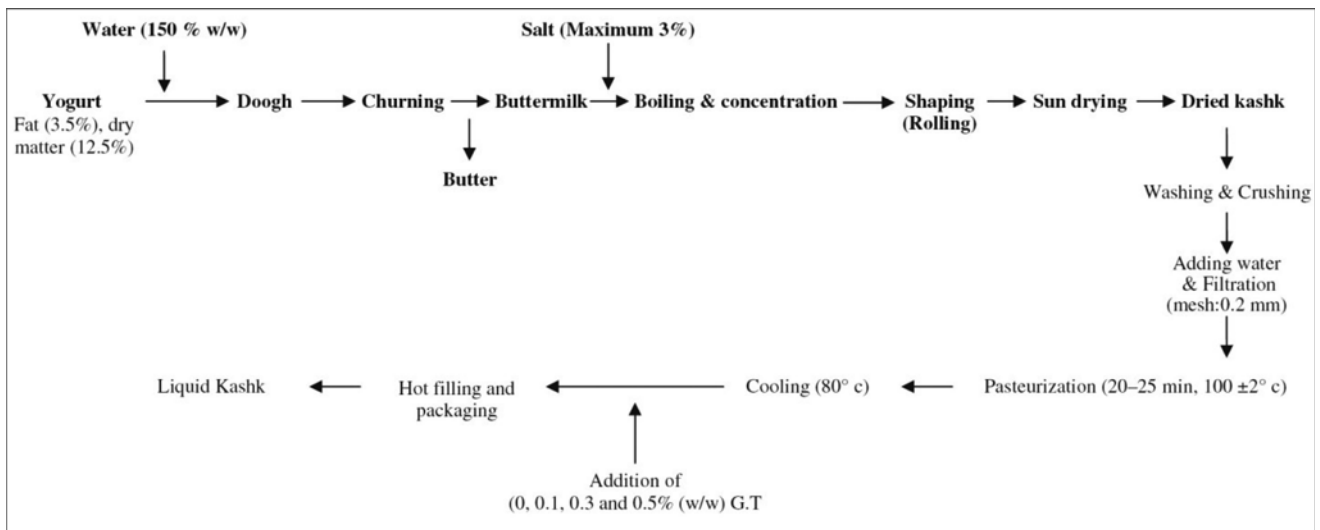 Water (150 % w/w)
Salt (Maximum 3%)
Yogurt
Fat (3.5%), dry
matter (12.5%)
Doogh
Churning
Buttermilk
Boiling & concentration
Shaping
(Rolling)
Sun drying
Dried kashk
Butter
Washing & Crushing
Adding water
& Filtration
(mesh:0.2 mm)
Pasteurization (20–25 min, 100 ±2° c)
Cooling (80° c)
Hot filling and
packaging
Liquid Kashk
Addition of
(0, 0.1, 0.3 and 0.5% (w/w) G.T